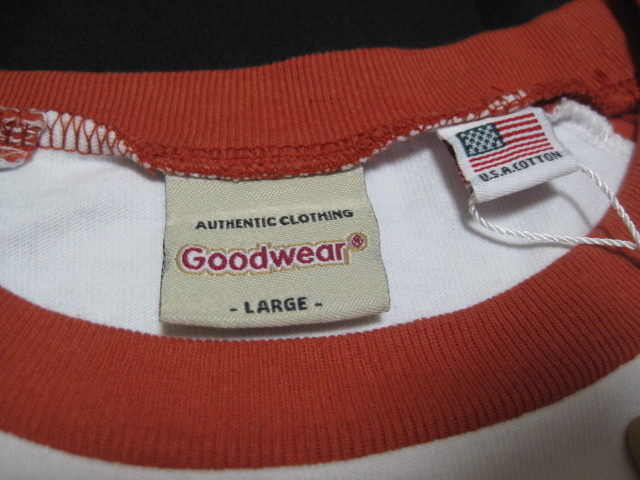 AUTHENTIC CLOTHING
Goodwear®
- LARGE -
U.S.A. COTTON